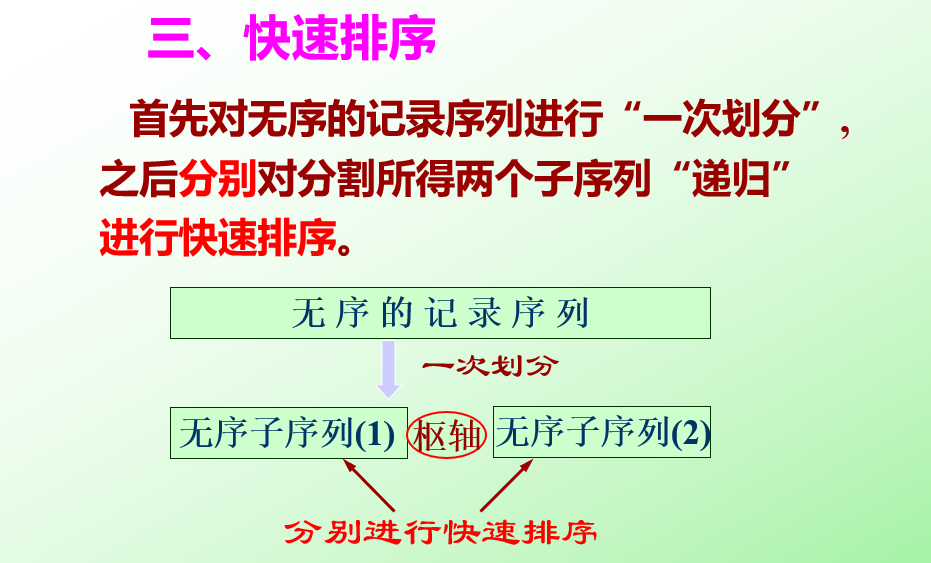 三、快速排序
首先对无序的记录序列进行“一次划分”，
之后分别对分割所得两个子序列“递归”
进行快速排序。
无序的记录序列
一次划分
无序子序列(1) 枢轴 无序子序列(2)
分别进行快速排序